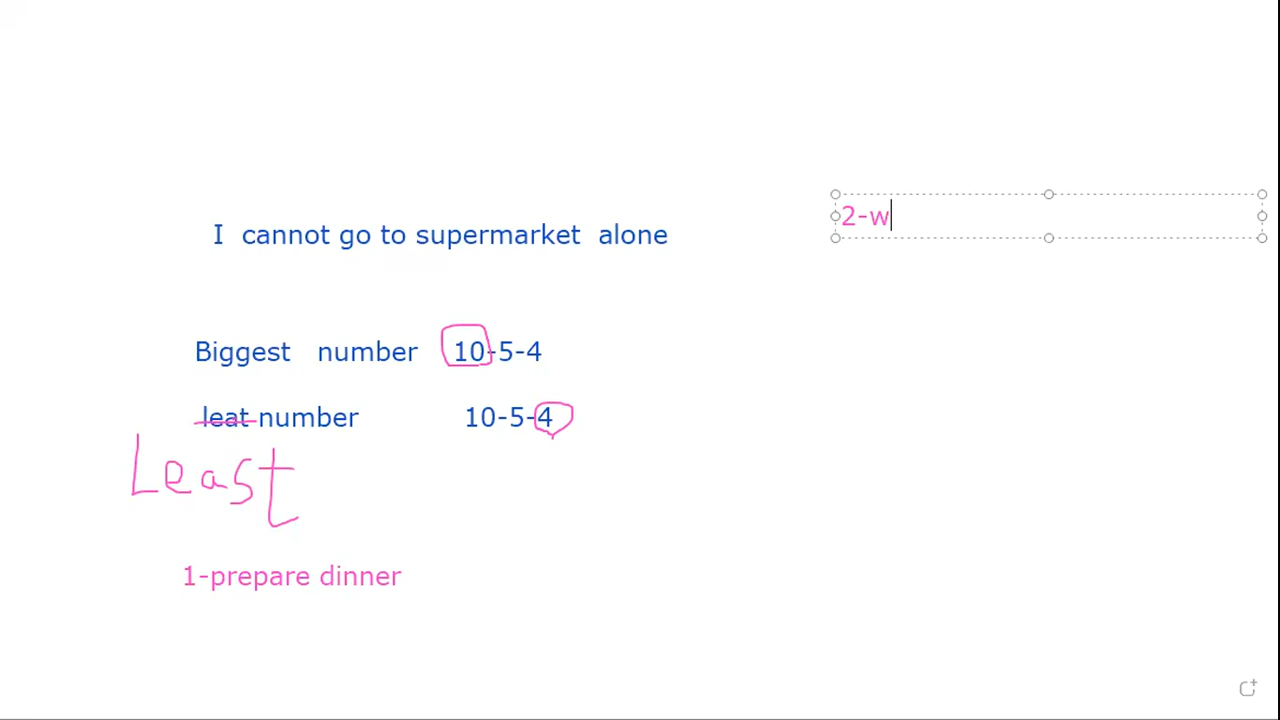 I cannot go to supermarket alone
2-w
Biggest number 10-5-4
leat number 10-5-4
Least
1-prepare dinner